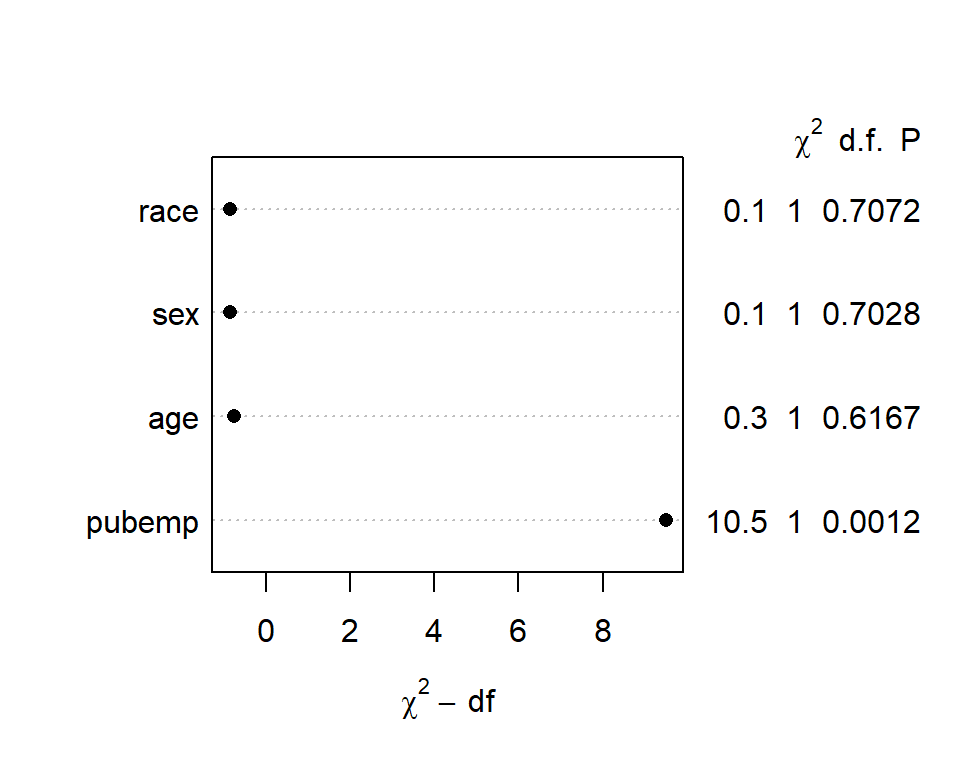 χ² d.f. P
race 0.1 1 0.7072
sex 0.1 1 0.7028
age 0.3 1 0.6167
pubemp 10.5 1 0.0012
0 2 4 6 8
χ² − df